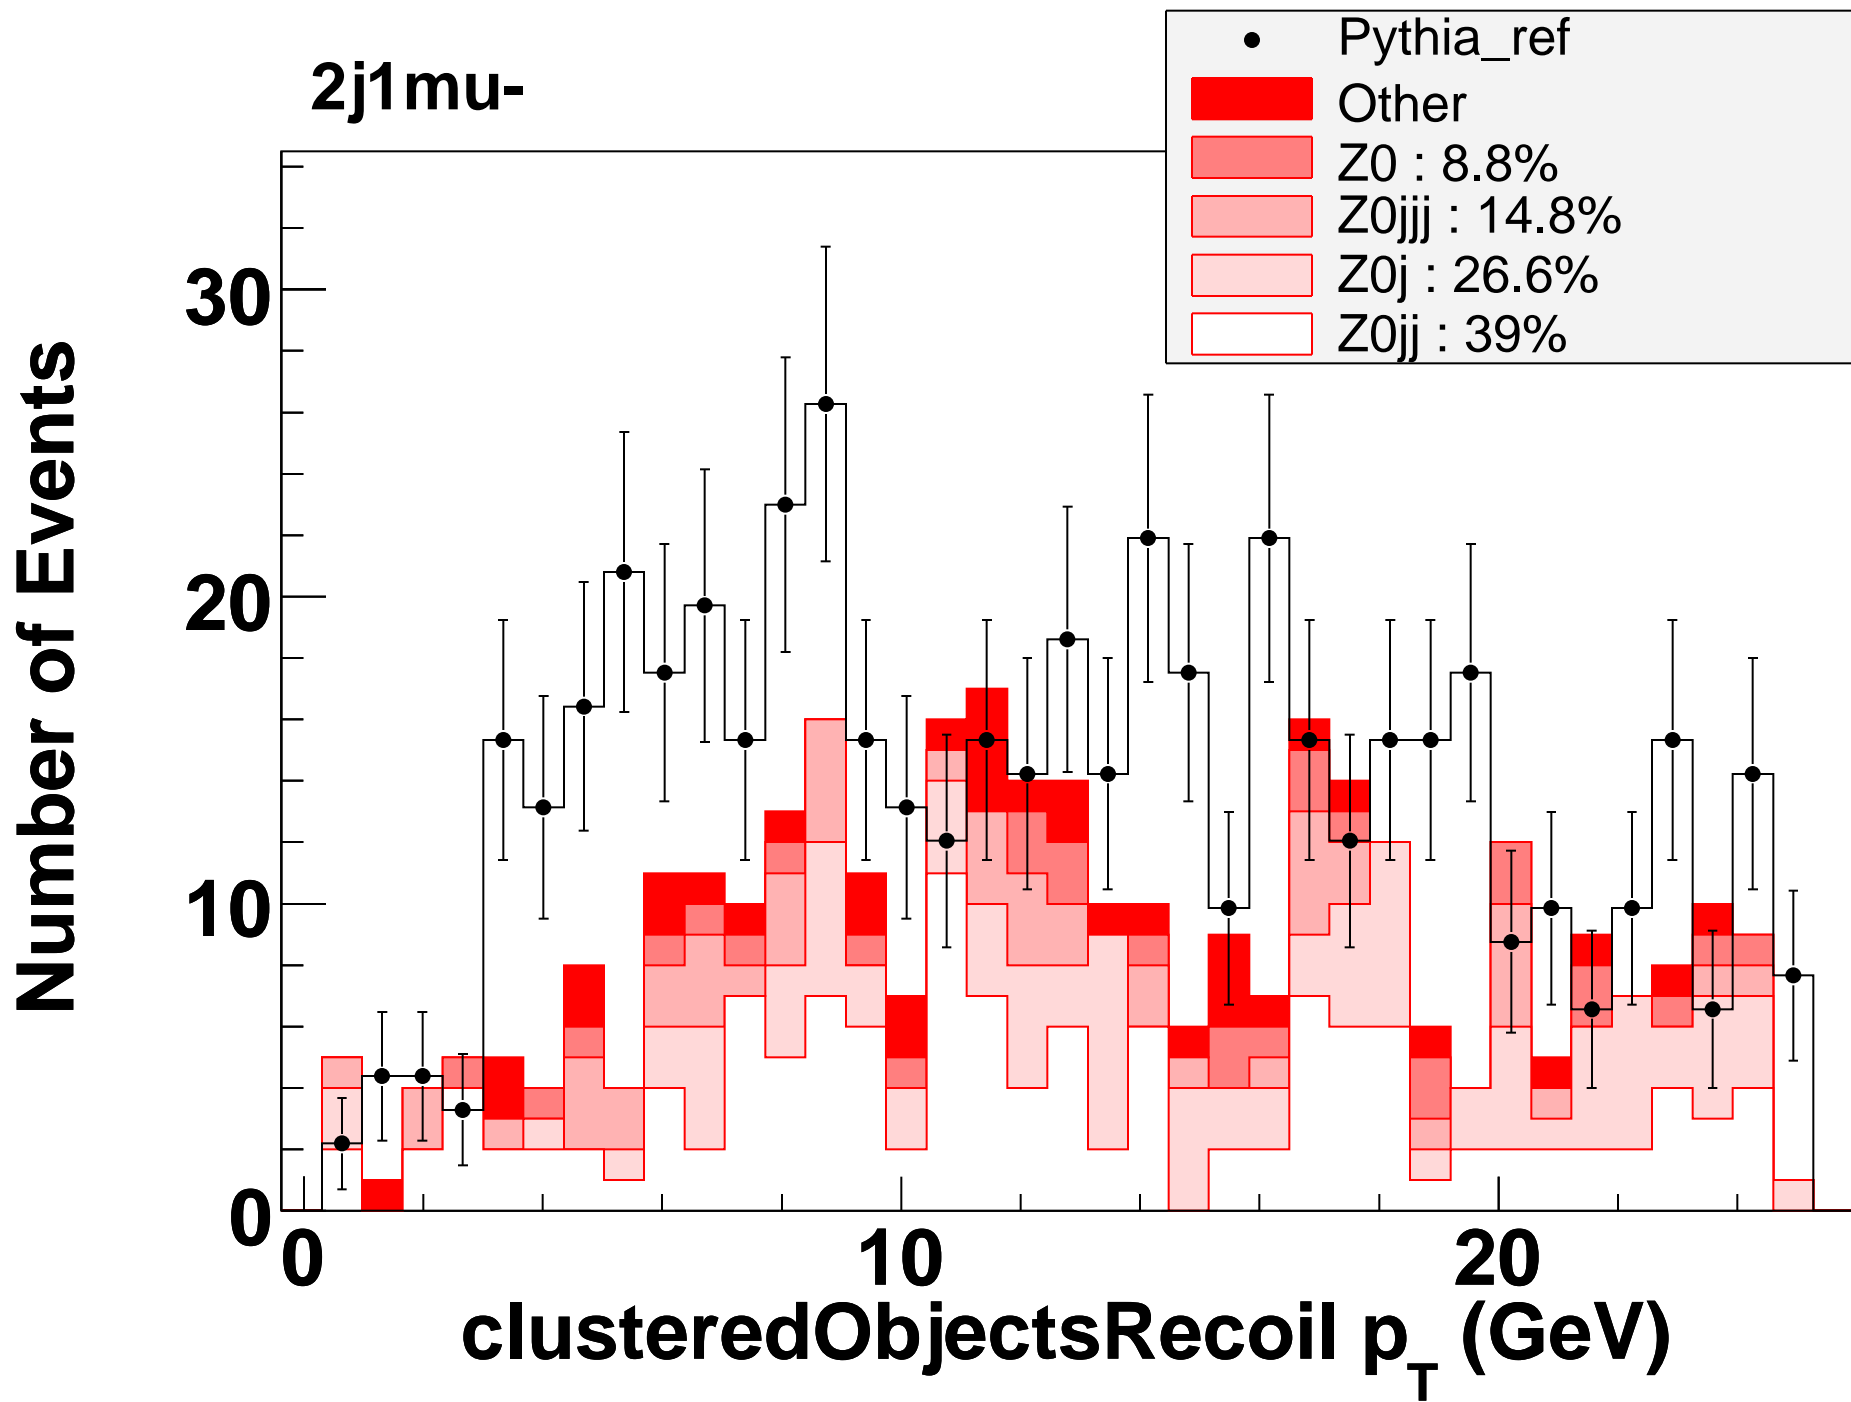 2j1mu-
Pythia_ref
Other
Z0 : 8.8%
Z0jjj : 14.8%
Z0j : 26.6%
Z0jj : 39%
Number of Events
30
20
10
0
0 10 20
clusteredObjectsRecoil p_T (GeV)